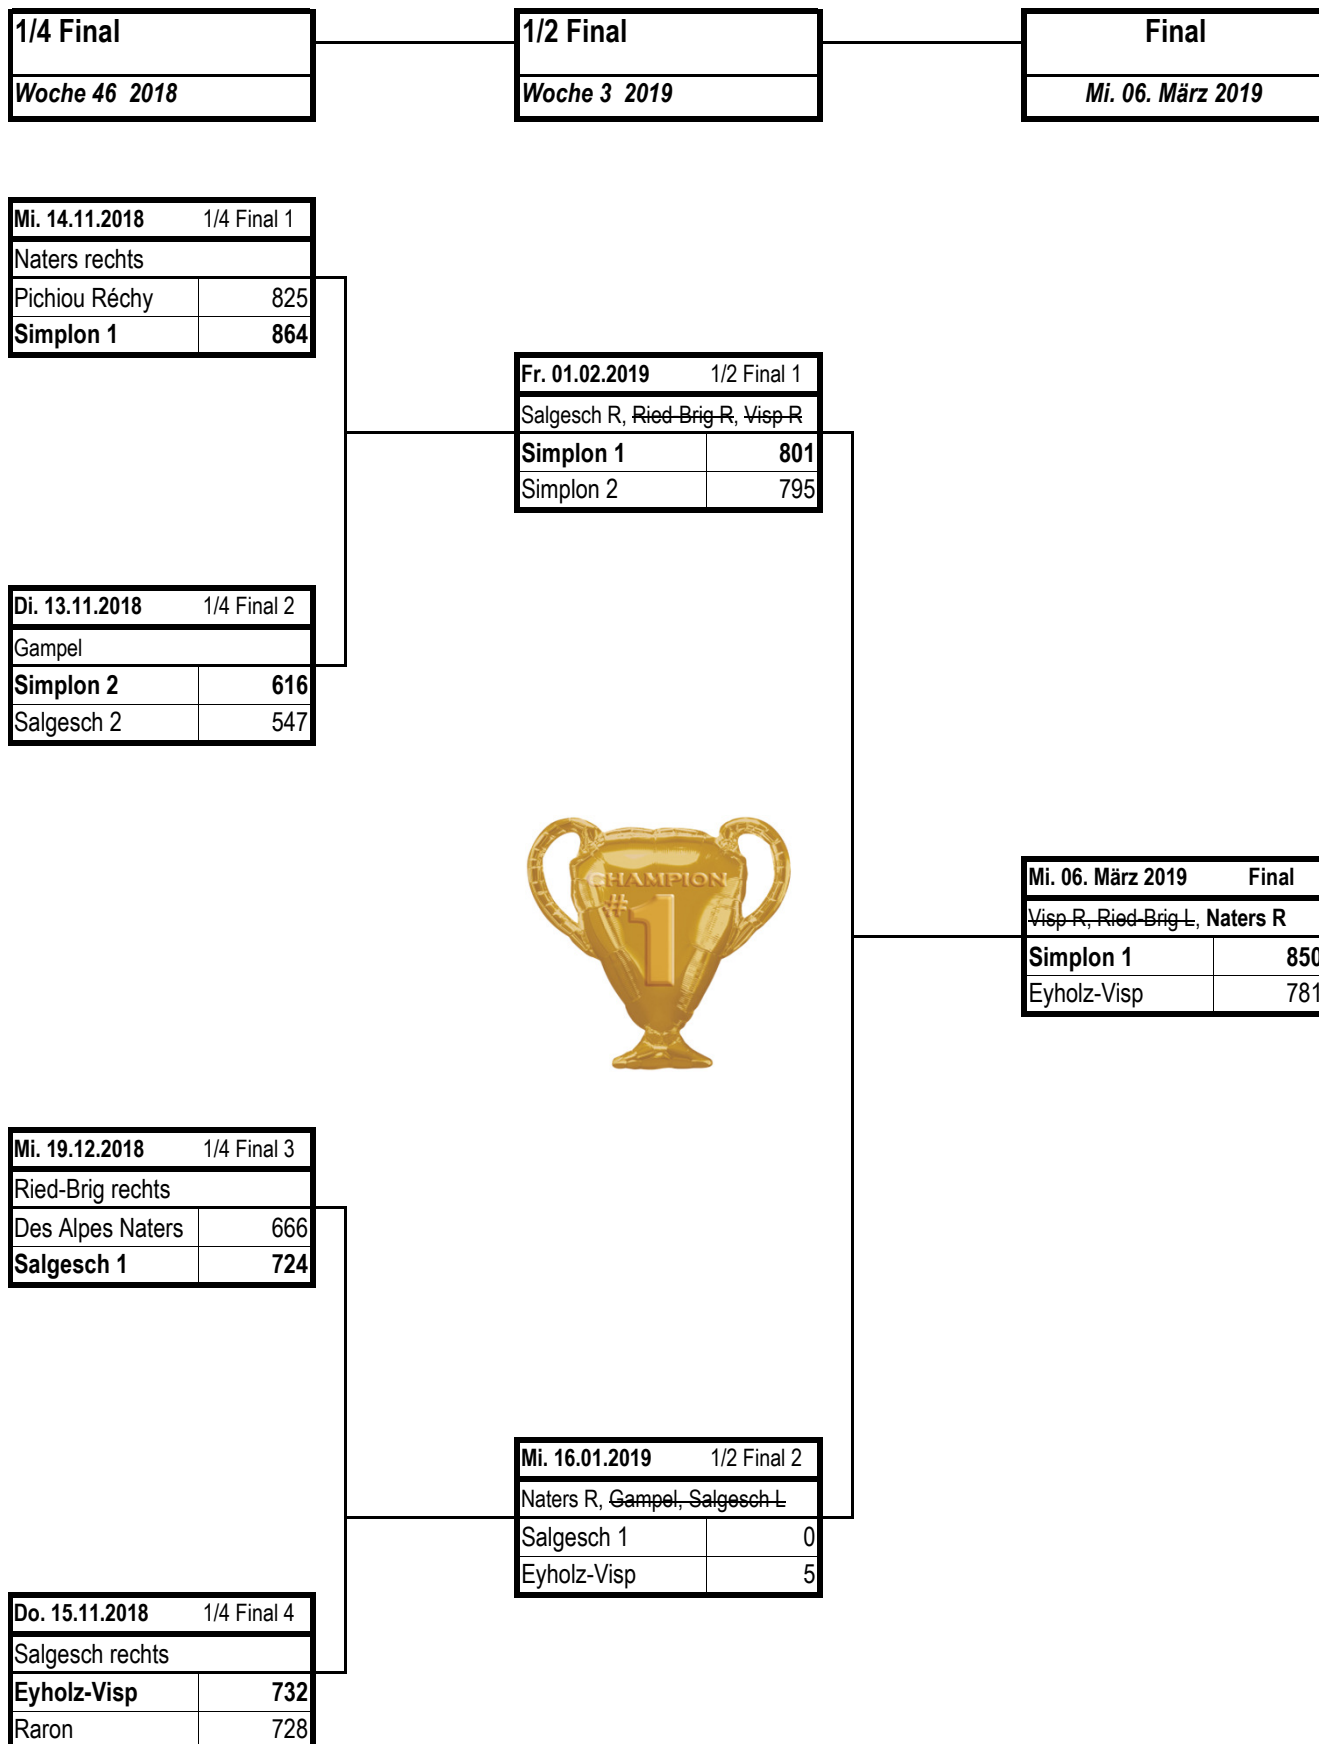 1/4 Final
Woche 46  2018
1/2 Final
Woche 3  2019
Final
Mi. 06. März 2019
Mi. 14.11.2018 1/4 Final 1
Naters rechts
Pichiou Réchy 825
Simplon 1 864
Fr. 01.02.2019 1/2 Final 1
Salgesch R, Ried-Brig R, Visp R
Simplon 1 801
Simplon 2 795
Di. 13.11.2018 1/4 Final 2
Gampel
Simplon 2 616
Salgesch 2 547
CHAMPION
#1
Mi. 06. März 2019 Final
Visp R, Ried-Brig L, Naters R
Simplon 1 850
Eyholz-Visp 781
Mi. 19.12.2018 1/4 Final 3
Ried-Brig rechts
Des Alpes Naters 666
Salgesch 1 724
Mi. 16.01.2019 1/2 Final 2
Naters R, Gampel, Salgesch L
Salgesch 1 0
Eyholz-Visp 5
Do. 15.11.2018 1/4 Final 4
Salgesch rechts
Eyholz-Visp 732
Raron 728